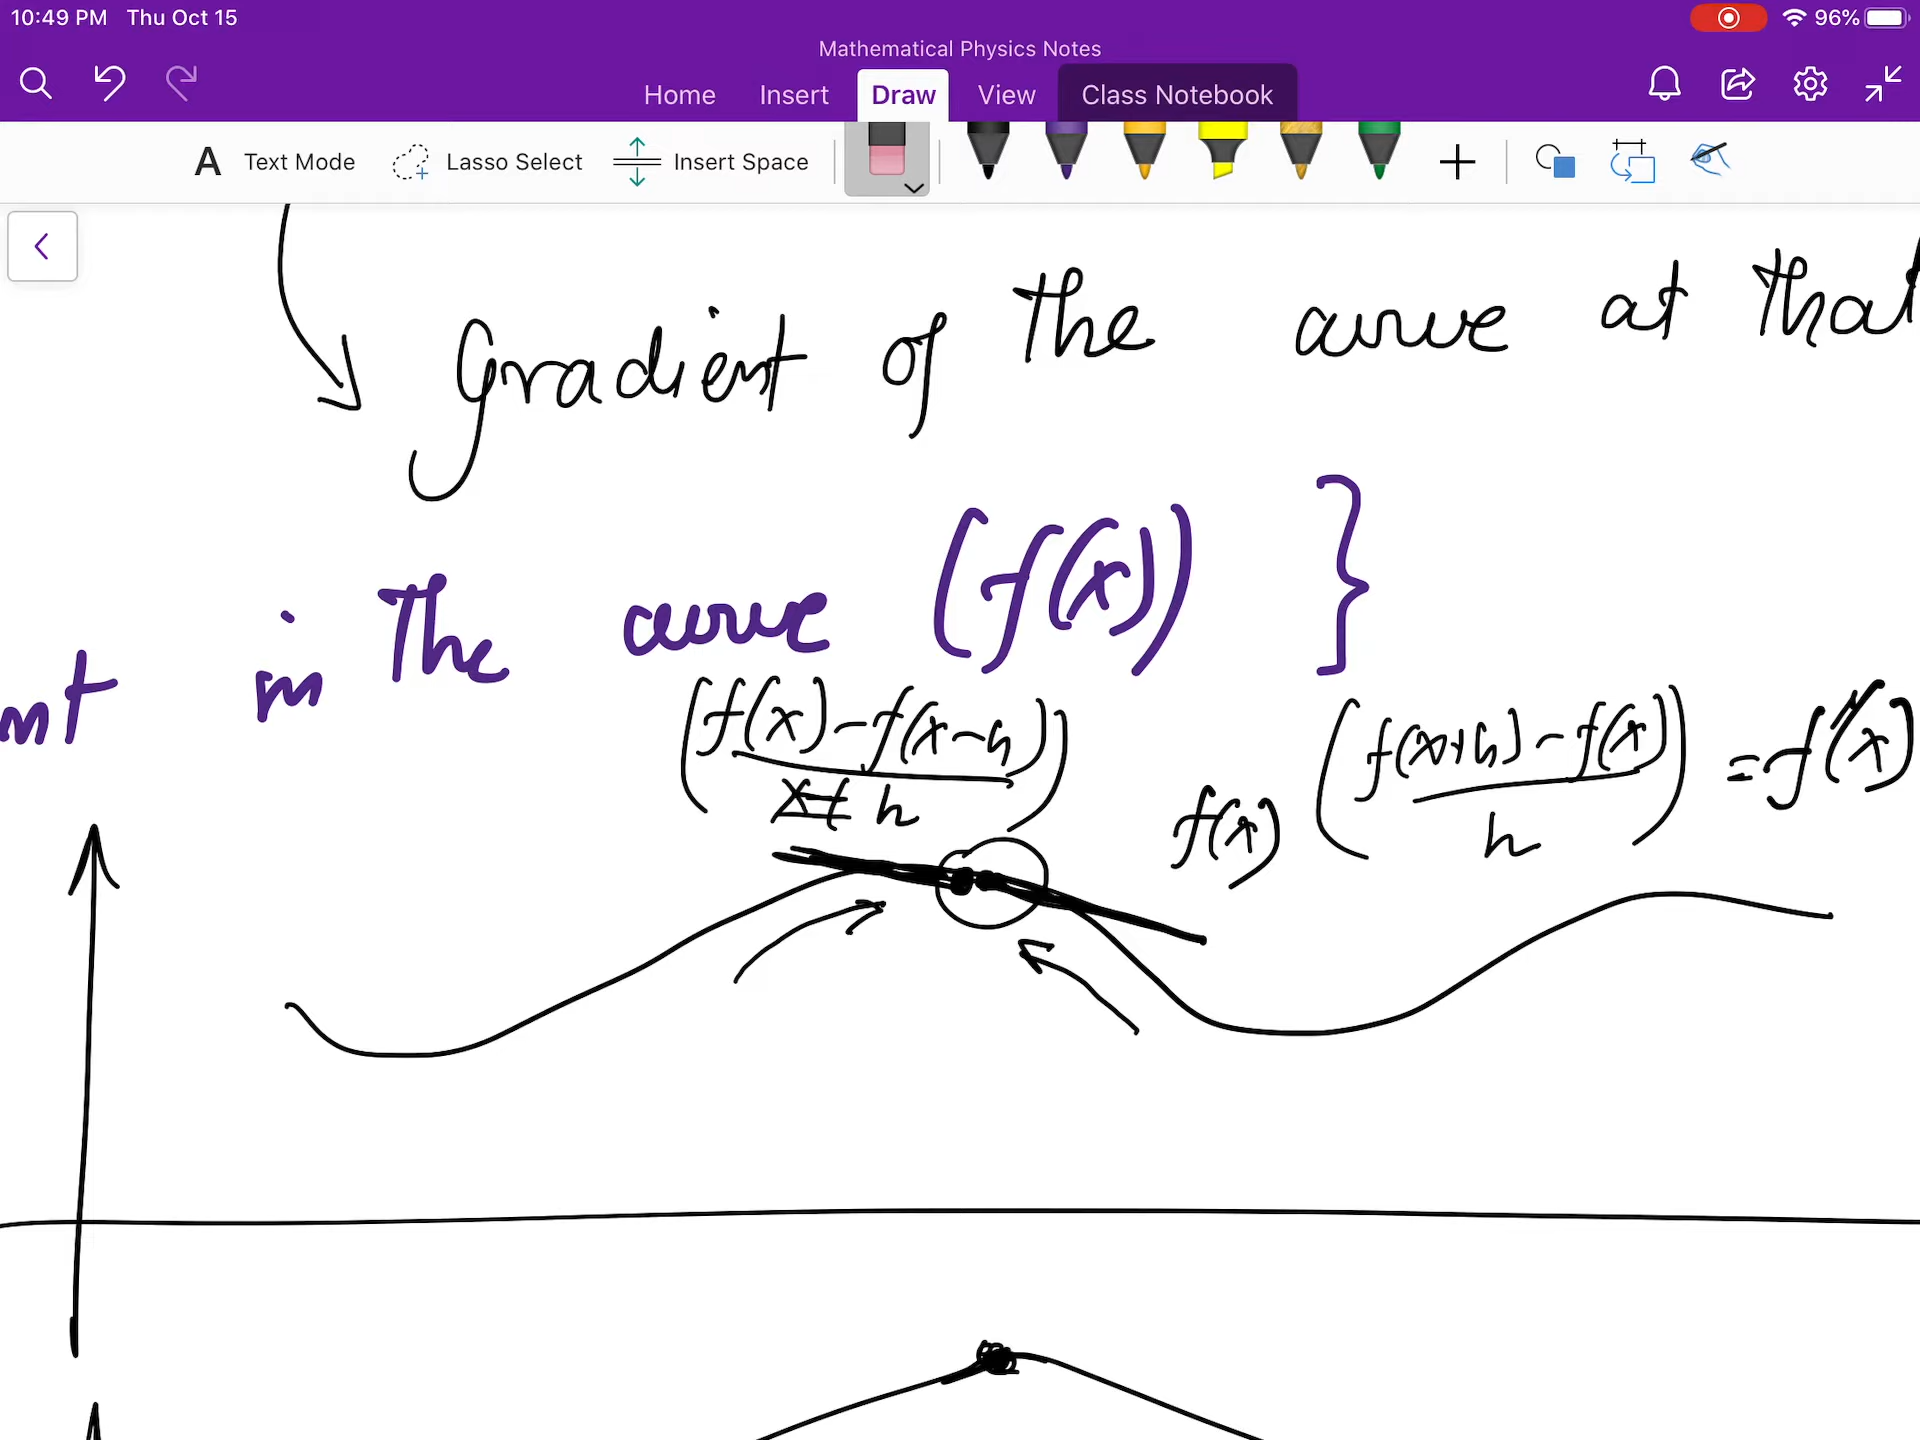 10:49 PM Thu Oct 15 96%
Mathematical Physics Notes
Home Insert Draw View Class Notebook
A Text Mode Lasso Select Insert Space
Gradient of the curve at that
nt in the curve (f(x)) }
(f(x) - f(x-h)) / h
f(x) (f(x+h) - f(x)) / h = f'(x)